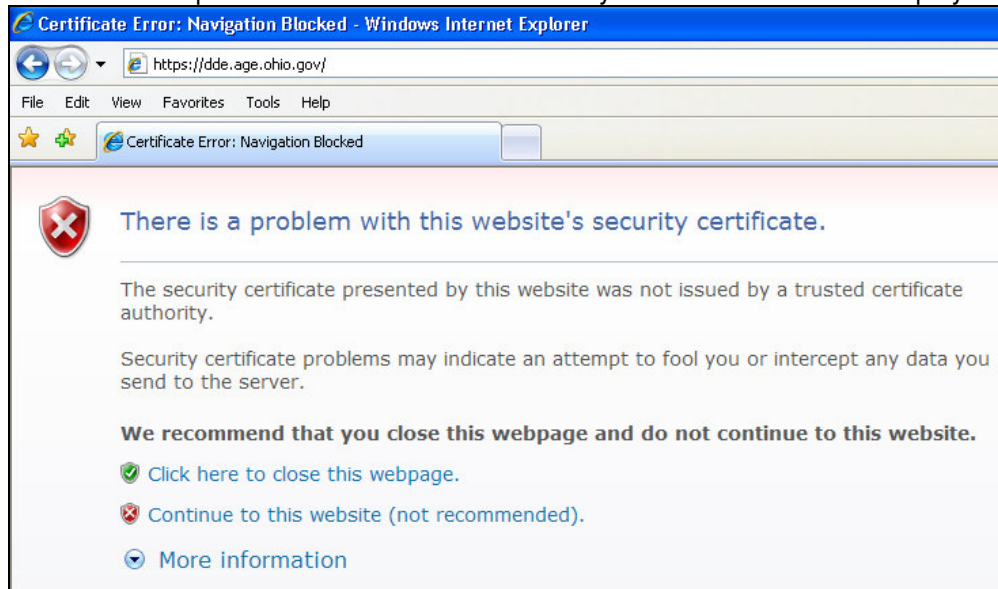 Certificate Error: Navigation Blocked - Windows Internet Explorer
https://dde.age.ohio.gov/
File Edit View Favorites Tools Help
Certificate Error: Navigation Blocked
There is a problem with this website's security certificate.
The security certificate presented by this website was not issued by a trusted certificate
authority.
Security certificate problems may indicate an attempt to fool you or intercept any data you
send to the server.
We recommend that you close this webpage and do not continue to this website.
Click here to close this webpage.
Continue to this website (not recommended).
More information